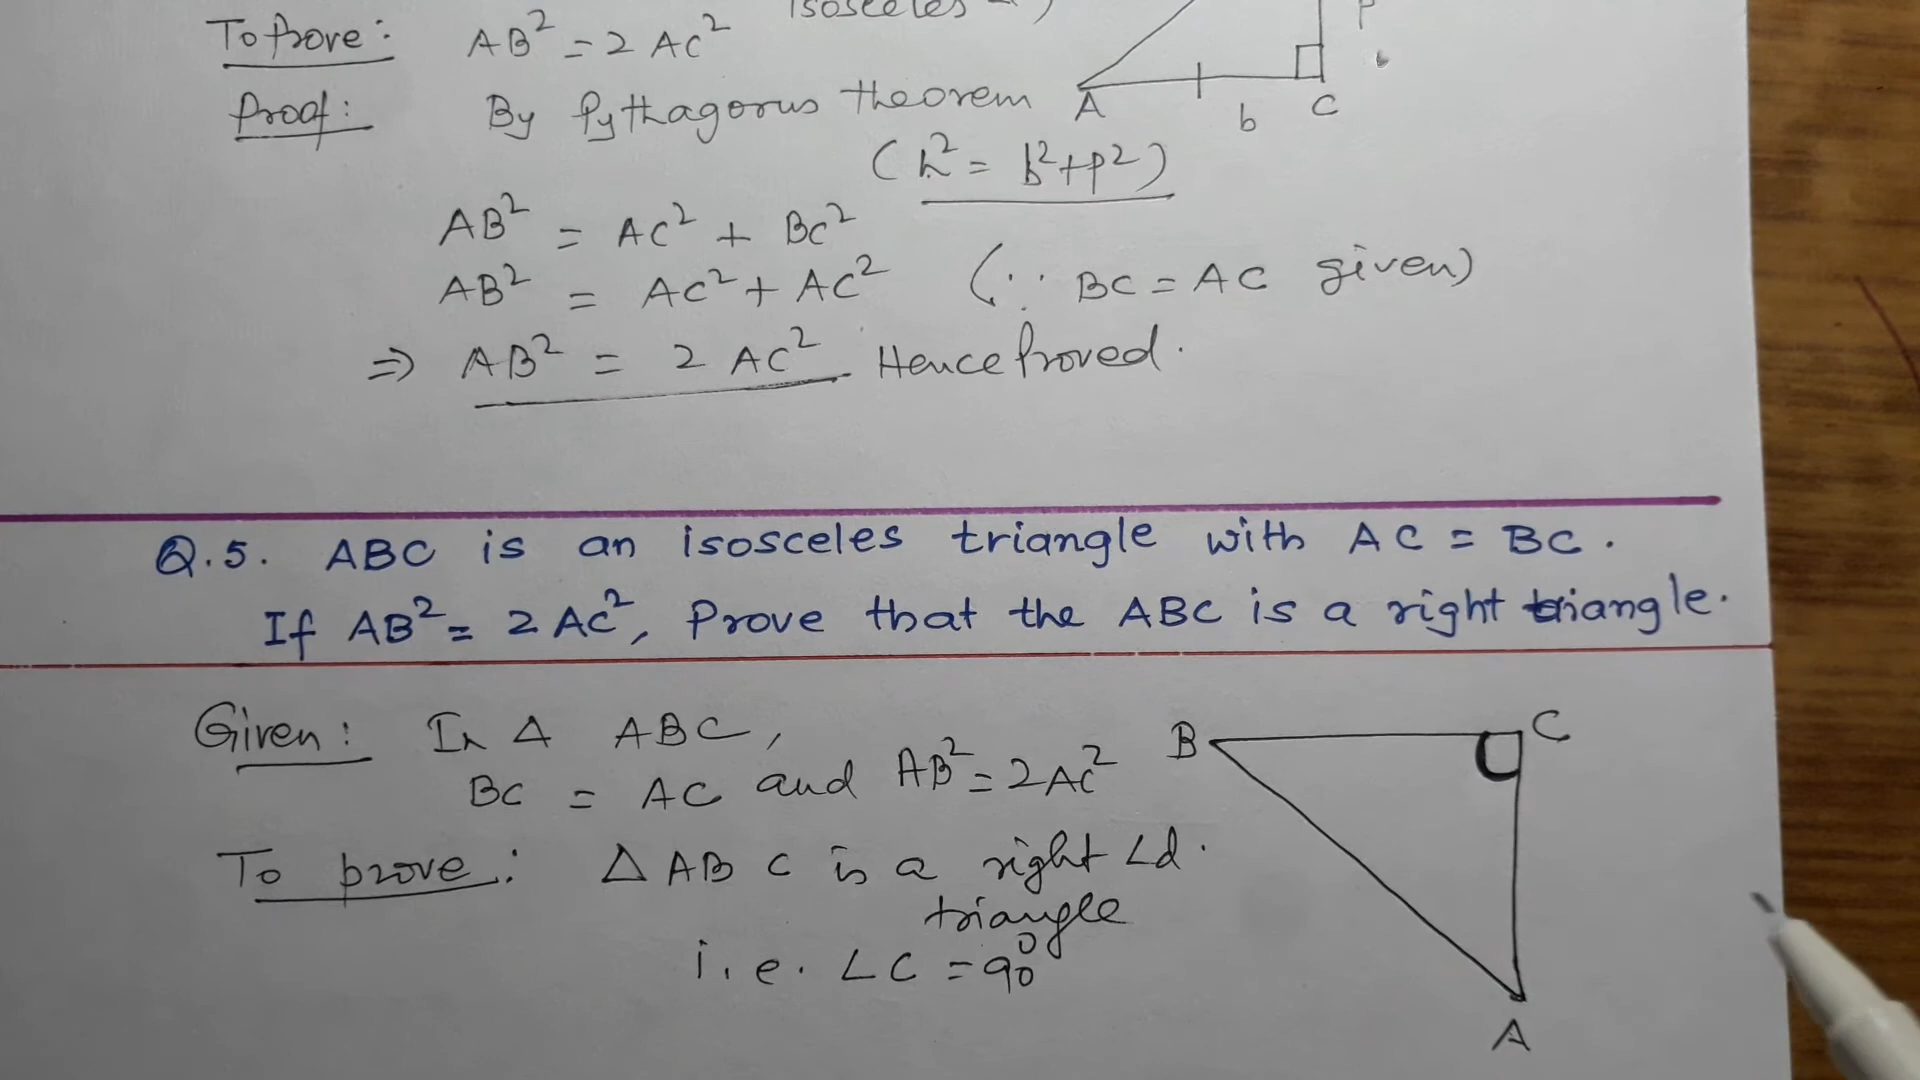 isosceles
To Prove: AB² = 2 AC²
P
Proof: By Pythagorus theorem
A
b
C
(h² = b²+p²)
AB² = AC² + BC²
AB² = AC² + AC² (∵ BC = AC given)
⇒ AB² = 2 AC² Hence Proved.
Q.5. ABC is an isosceles triangle with AC = BC.
If AB² = 2 AC², Prove that the ABC is a right triangle.
Given: In Δ ABC,
BC = AC and AB² = 2AC²
B
C
To prove: Δ ABC is a right ∠d.
triangle
i.e. ∠C = 90°
A